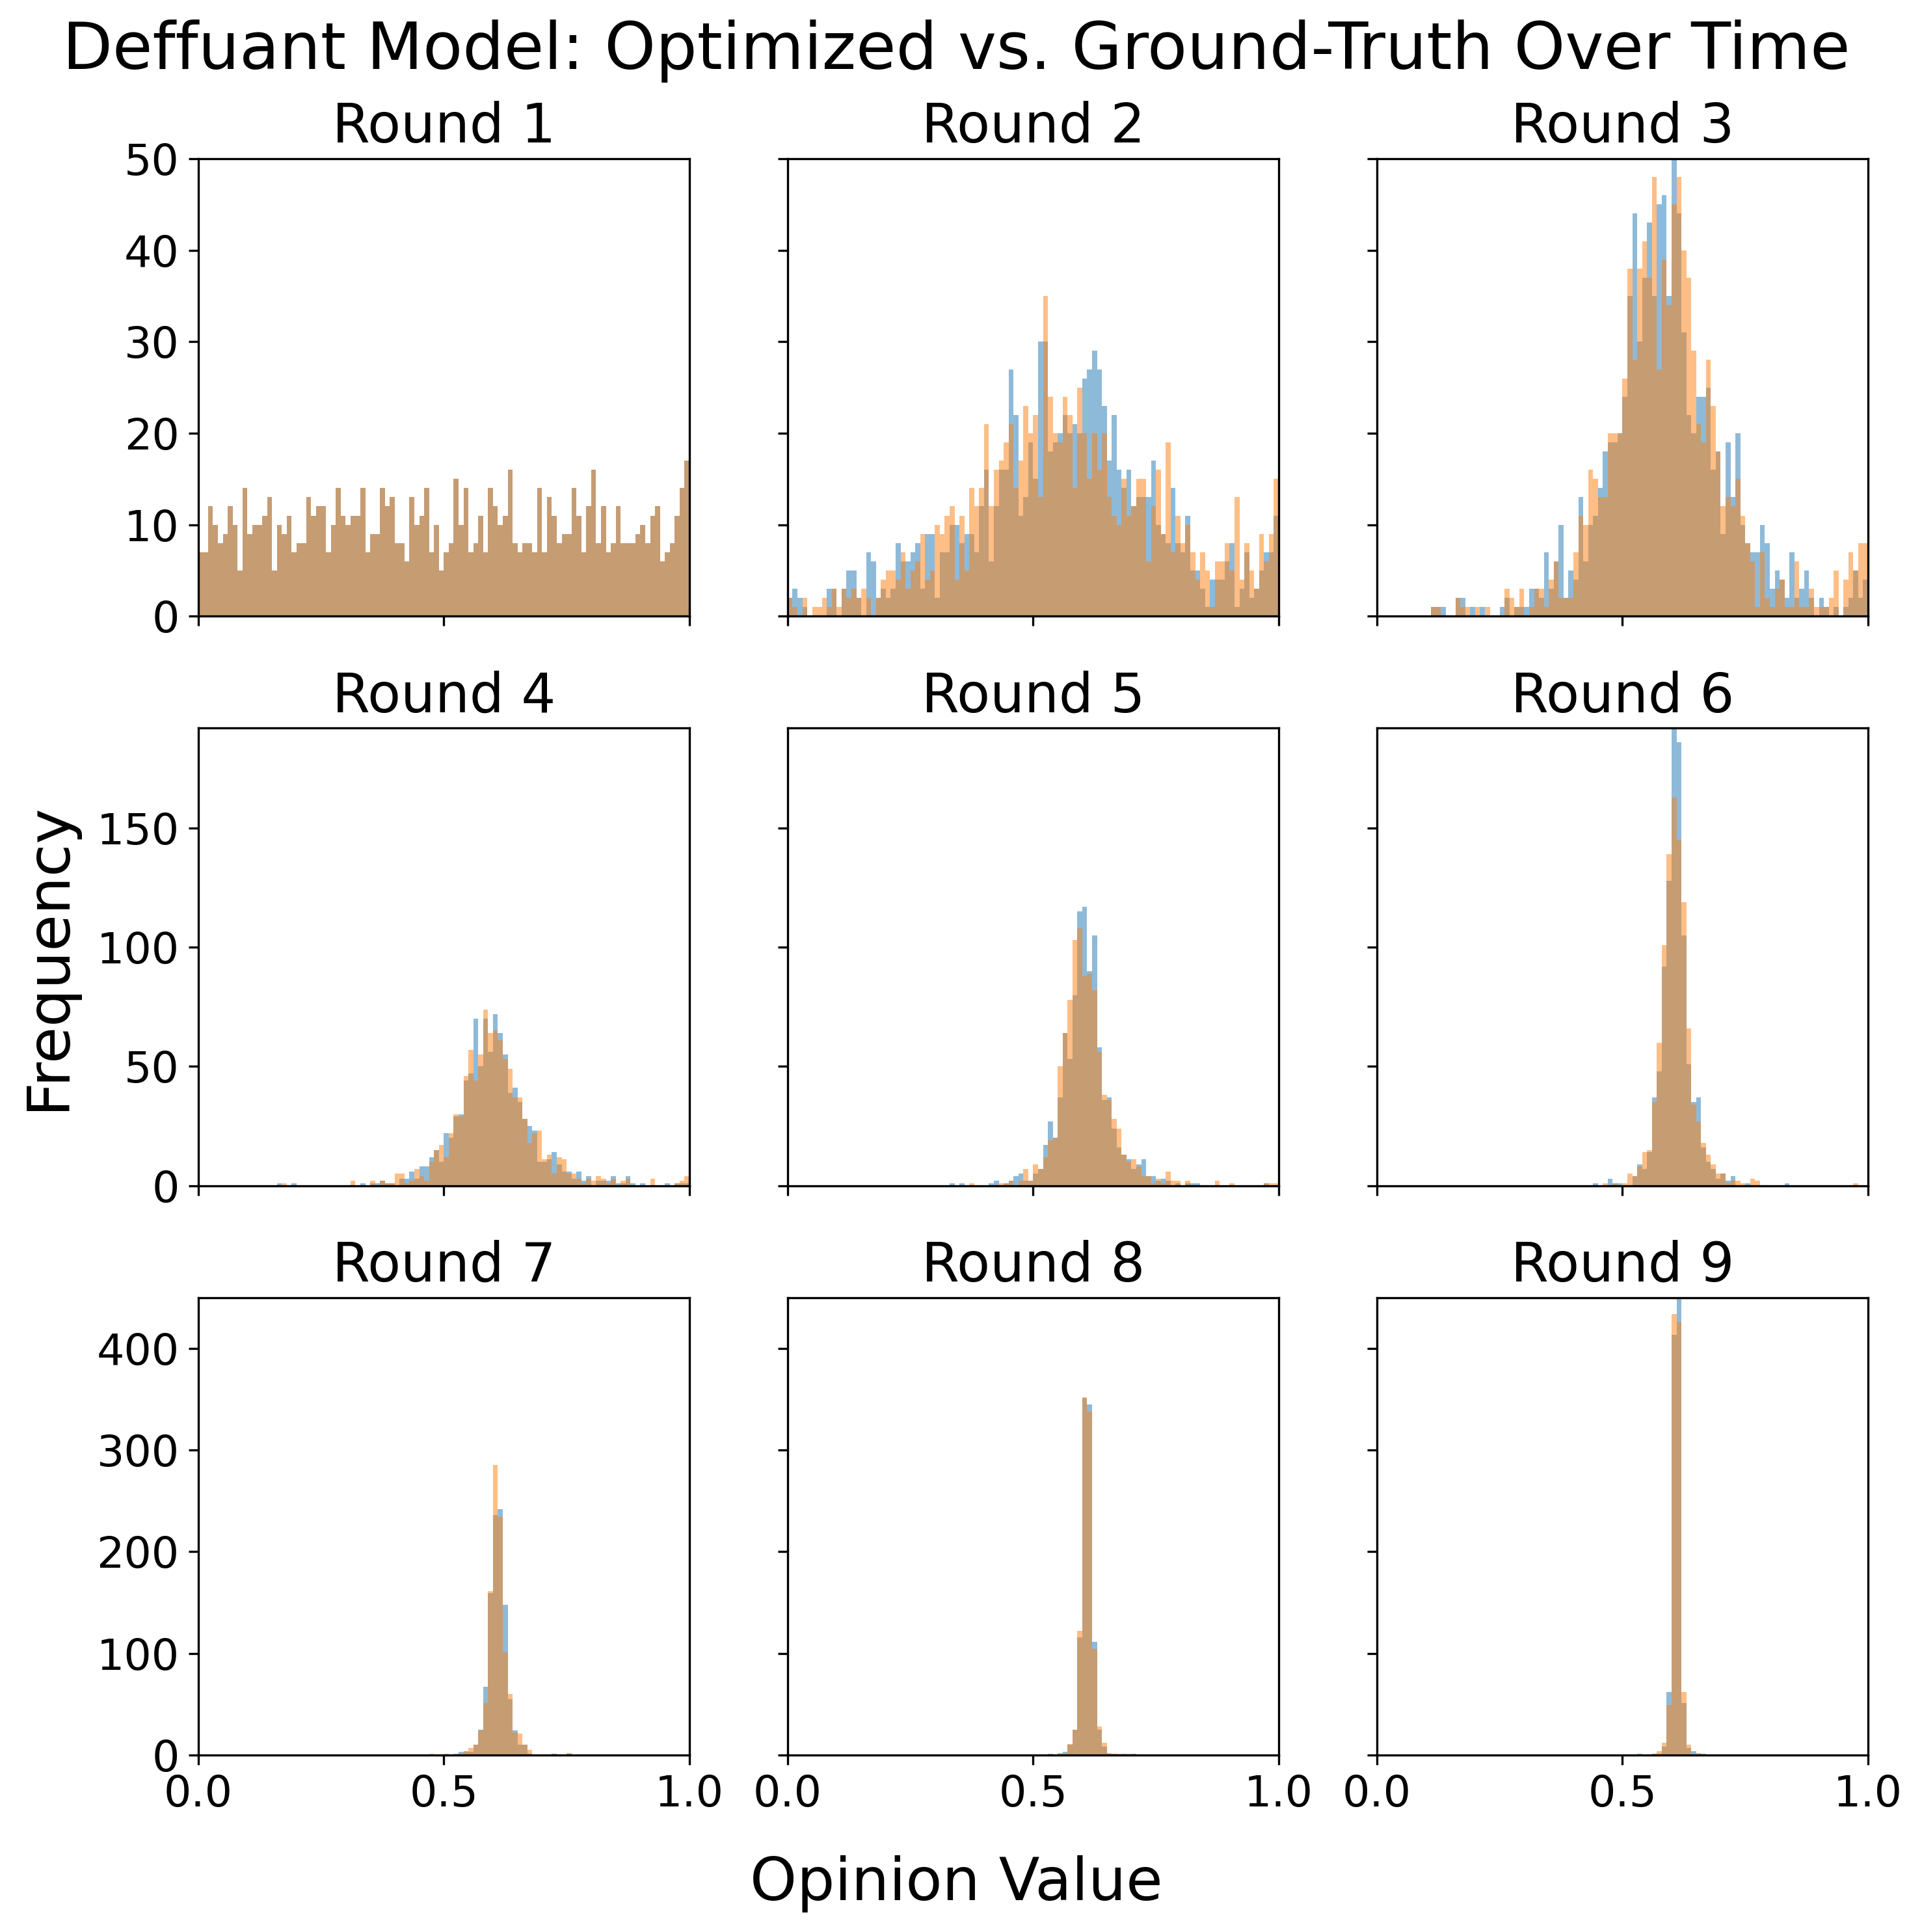 Deffuant Model: Optimized vs. Ground-Truth Over Time
Round 1
Round 2
Round 3
50
40
30
20
10
0
Round 4
Round 5
Round 6
150
100
50
0
Frequency
Round 7
Round 8
Round 9
400
300
200
100
0
0.0 0.5 1.0 0.0 0.5 1.0 0.0 0.5 1.0
Opinion Value